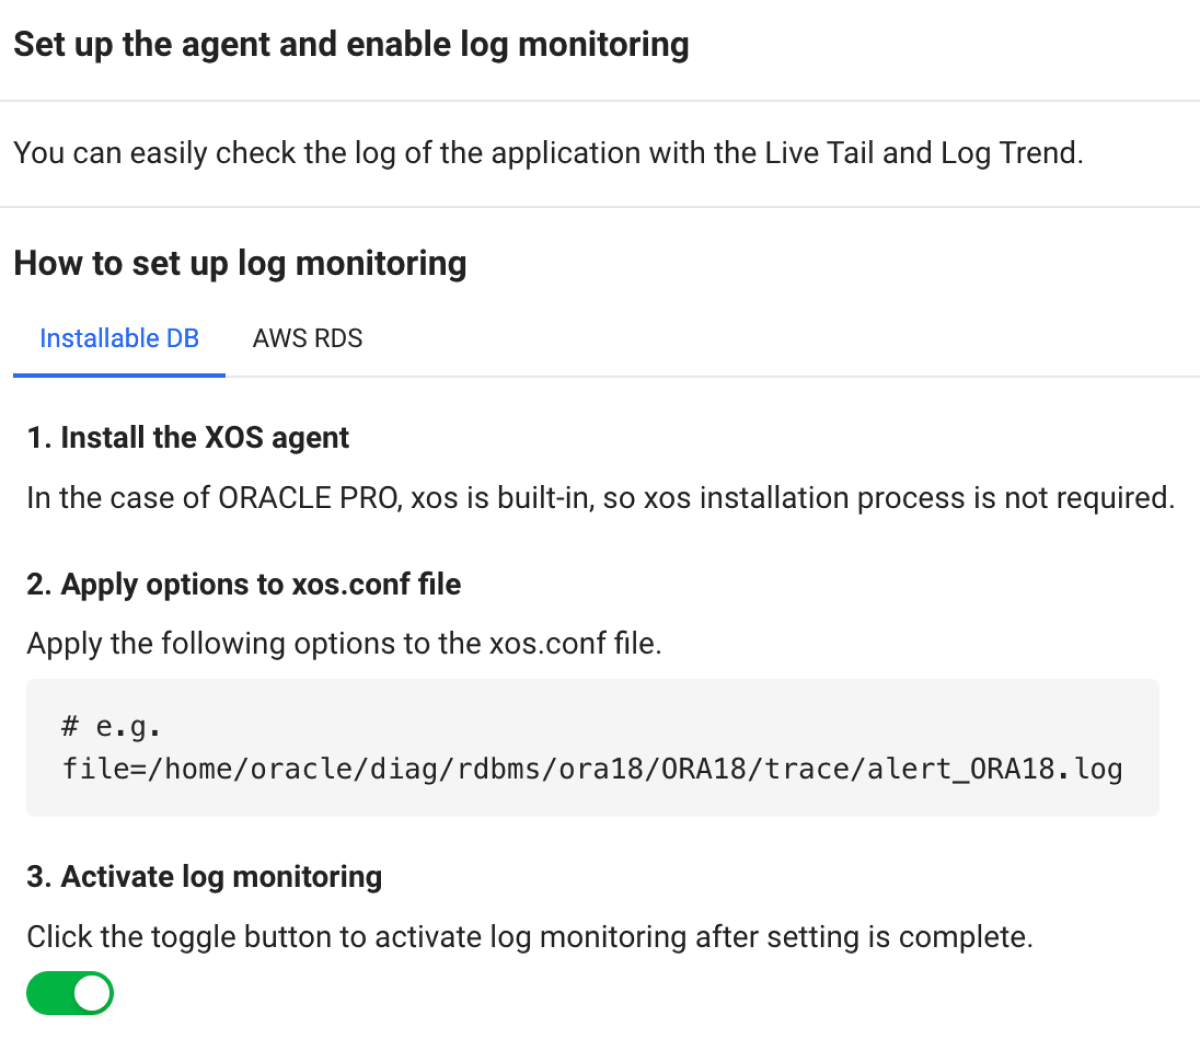 Set up the agent and enable log monitoring
You can easily check the log of the application with the Live Tail and Log Trend.
How to set up log monitoring
Installable DB
AWS RDS
1. Install the XOS agent
In the case of ORACLE PRO, xos is built-in, so xos installation process is not required.
2. Apply options to xos.conf file
Apply the following options to the xos.conf file.
# e.g.
file=/home/oracle/diag/rdbms/ora18/ORA18/trace/alert_ORA18.log
3. Activate log monitoring
Click the toggle button to activate log monitoring after setting is complete.